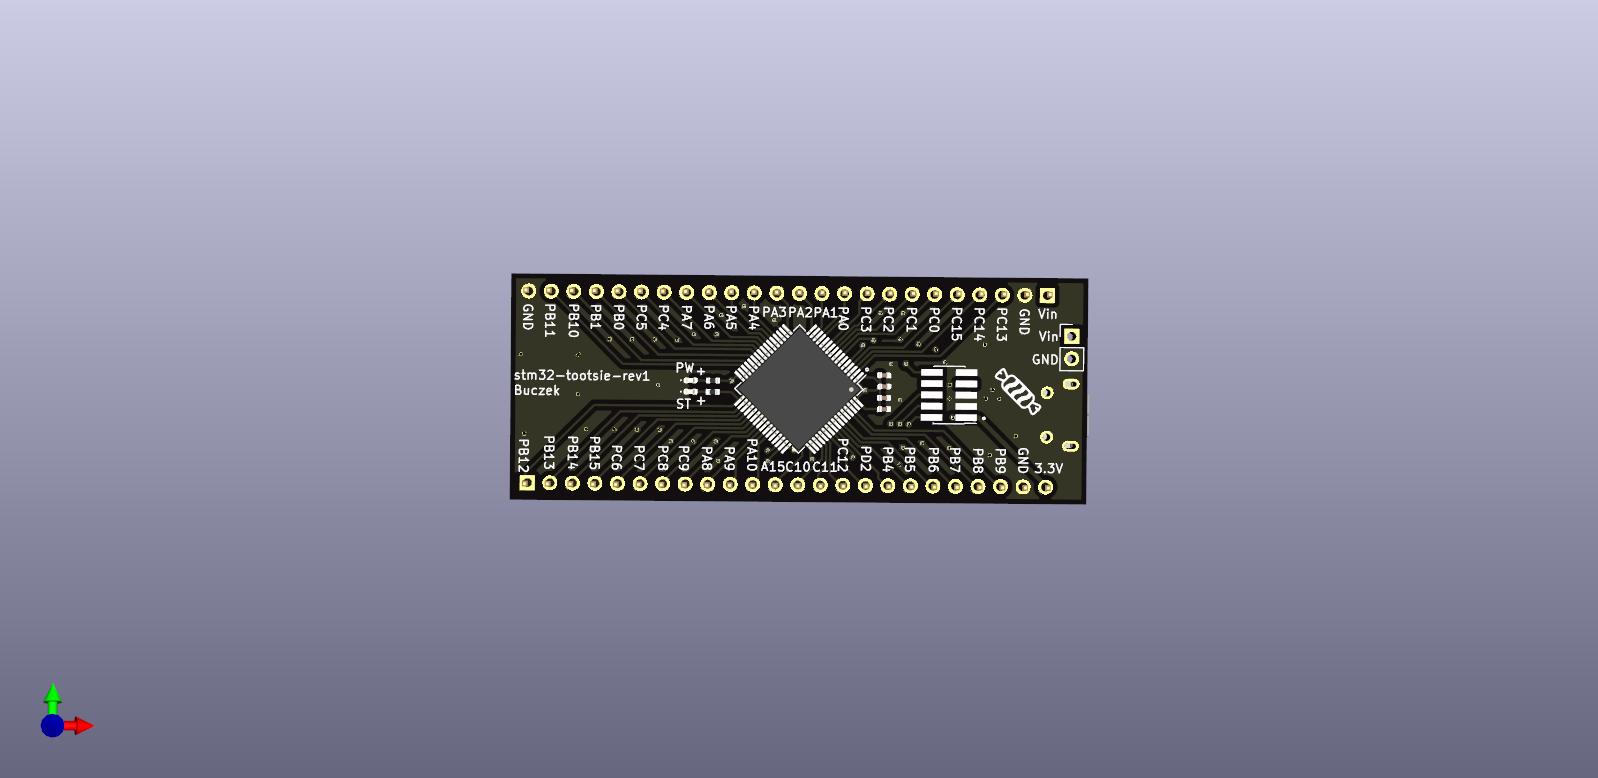 GND PB11 PB10 PB1 PB0 PC5 PC4 PA7 PA6 PA5 PA4 PA3 PA2 PA1 PA0 PC3 PC2 PC1 PC0 PC15 PC14 PC13 GND Vin
Vin
GND
PW +
stm32-tootsie-rev1
Buczek
ST +
PB12 PB13 PB14 PB15 PC6 PC7 PC8 PC9 PA8 PA9 PA10 A15 C10 C11 PC12 PD2 PB4 PB5 PB6 PB7 PB8 PB9 GND 3.3V